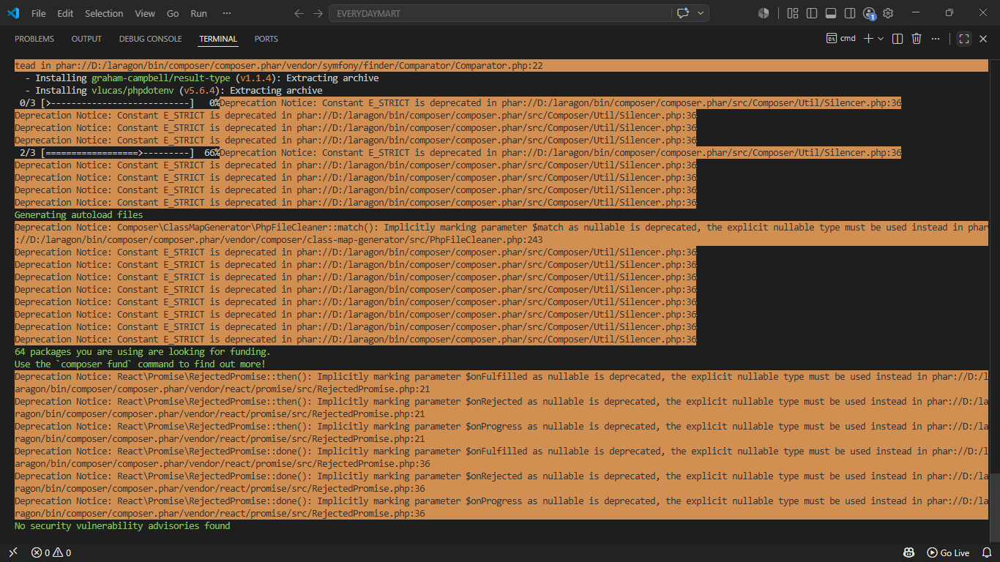 File Edit Selection View Go Run ···
EVERYDAYMART
1
PROBLEMS OUTPUT DEBUG CONSOLE TERMINAL PORTS
cmd
tead in phar://D:/laragon/bin/composer/composer.phar/vendor/symfony/finder/Comparator/Comparator.php:22
- Installing graham-campbell/result-type (v1.1.4): Extracting archive
- Installing vlucas/phpdotenv (v5.6.4): Extracting archive
0/3 [>---------------------------] 0%Deprecation Notice: Constant E_STRICT is deprecated in phar://D:/laragon/bin/composer/composer.phar/src/Composer/Util/Silencer.php:36
Deprecation Notice: Constant E_STRICT is deprecated in phar://D:/laragon/bin/composer/composer.phar/src/Composer/Util/Silencer.php:36
Deprecation Notice: Constant E_STRICT is deprecated in phar://D:/laragon/bin/composer/composer.phar/src/Composer/Util/Silencer.php:36
Deprecation Notice: Constant E_STRICT is deprecated in phar://D:/laragon/bin/composer/composer.phar/src/Composer/Util/Silencer.php:36
2/3 [==================>---------] 66%Deprecation Notice: Constant E_STRICT is deprecated in phar://D:/laragon/bin/composer/composer.phar/src/Composer/Util/Silencer.php:36
Deprecation Notice: Constant E_STRICT is deprecated in phar://D:/laragon/bin/composer/composer.phar/src/Composer/Util/Silencer.php:36
Deprecation Notice: Constant E_STRICT is deprecated in phar://D:/laragon/bin/composer/composer.phar/src/Composer/Util/Silencer.php:36
Deprecation Notice: Constant E_STRICT is deprecated in phar://D:/laragon/bin/composer/composer.phar/src/Composer/Util/Silencer.php:36
Deprecation Notice: Constant E_STRICT is deprecated in phar://D:/laragon/bin/composer/composer.phar/src/Composer/Util/Silencer.php:36
Generating autoload files
Deprecation Notice: Composer\ClassMapGenerator\PhpFileCleaner::match(): Implicitly marking parameter $match as nullable is deprecated, the explicit nullable type must be used instead in phar
://D:/laragon/bin/composer/composer.phar/vendor/composer/class-map-generator/src/PhpFileCleaner.php:243
Deprecation Notice: Constant E_STRICT is deprecated in phar://D:/laragon/bin/composer/composer.phar/src/Composer/Util/Silencer.php:36
Deprecation Notice: Constant E_STRICT is deprecated in phar://D:/laragon/bin/composer/composer.phar/src/Composer/Util/Silencer.php:36
Deprecation Notice: Constant E_STRICT is deprecated in phar://D:/laragon/bin/composer/composer.phar/src/Composer/Util/Silencer.php:36
Deprecation Notice: Constant E_STRICT is deprecated in phar://D:/laragon/bin/composer/composer.phar/src/Composer/Util/Silencer.php:36
Deprecation Notice: Constant E_STRICT is deprecated in phar://D:/laragon/bin/composer/composer.phar/src/Composer/Util/Silencer.php:36
Deprecation Notice: Constant E_STRICT is deprecated in phar://D:/laragon/bin/composer/composer.phar/src/Composer/Util/Silencer.php:36
Deprecation Notice: Constant E_STRICT is deprecated in phar://D:/laragon/bin/composer/composer.phar/src/Composer/Util/Silencer.php:36
Deprecation Notice: Constant E_STRICT is deprecated in phar://D:/laragon/bin/composer/composer.phar/src/Composer/Util/Silencer.php:36
64 packages you are using are looking for funding.
Use the `composer fund` command to find out more!
Deprecation Notice: React\Promise\RejectedPromise::then(): Implicitly marking parameter $onFulfilled as nullable is deprecated, the explicit nullable type must be used instead in phar://D:/l
aragon/bin/composer/composer.phar/vendor/react/promise/src/RejectedPromise.php:21
Deprecation Notice: React\Promise\RejectedPromise::then(): Implicitly marking parameter $onRejected as nullable is deprecated, the explicit nullable type must be used instead in phar://D:/la
ragon/bin/composer/composer.phar/vendor/react/promise/src/RejectedPromise.php:21
Deprecation Notice: React\Promise\RejectedPromise::then(): Implicitly marking parameter $onProgress as nullable is deprecated, the explicit nullable type must be used instead in phar://D:/la
ragon/bin/composer/composer.phar/vendor/react/promise/src/RejectedPromise.php:21
Deprecation Notice: React\Promise\RejectedPromise::done(): Implicitly marking parameter $onFulfilled as nullable is deprecated, the explicit nullable type must be used instead in phar://D:/l
aragon/bin/composer/composer.phar/vendor/react/promise/src/RejectedPromise.php:36
Deprecation Notice: React\Promise\RejectedPromise::done(): Implicitly marking parameter $onRejected as nullable is deprecated, the explicit nullable type must be used instead in phar://D:/la
ragon/bin/composer/composer.phar/vendor/react/promise/src/RejectedPromise.php:36
Deprecation Notice: React\Promise\RejectedPromise::done(): Implicitly marking parameter $onProgress as nullable is deprecated, the explicit nullable type must be used instead in phar://D:/la
ragon/bin/composer/composer.phar/vendor/react/promise/src/RejectedPromise.php:36
No security vulnerability advisories found
0 0 Go Live